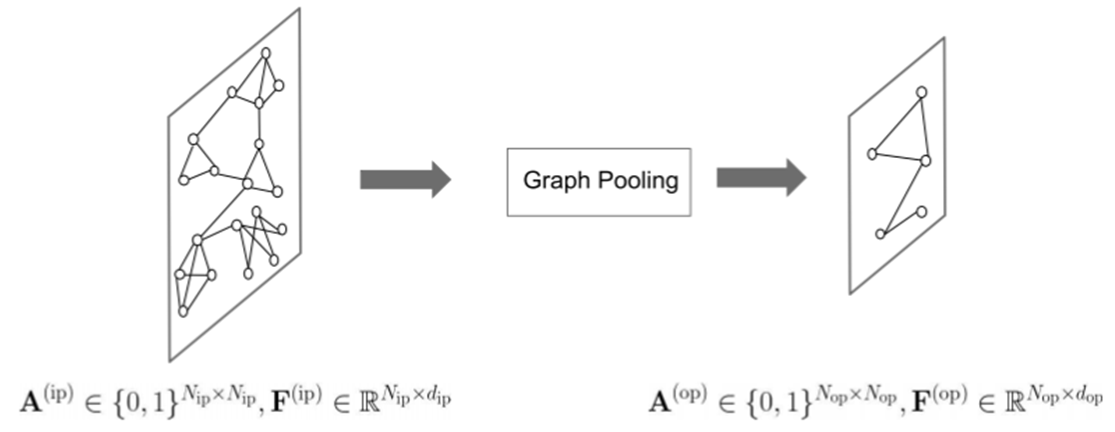 Graph Pooling
A^(ip) ∈ {0, 1}^{N_ip×N_ip}, F^(ip) ∈ ℝ^{N_ip×d_ip}
A^(op) ∈ {0, 1}^{N_op×N_op}, F^(op) ∈ ℝ^{N_op×d_op}